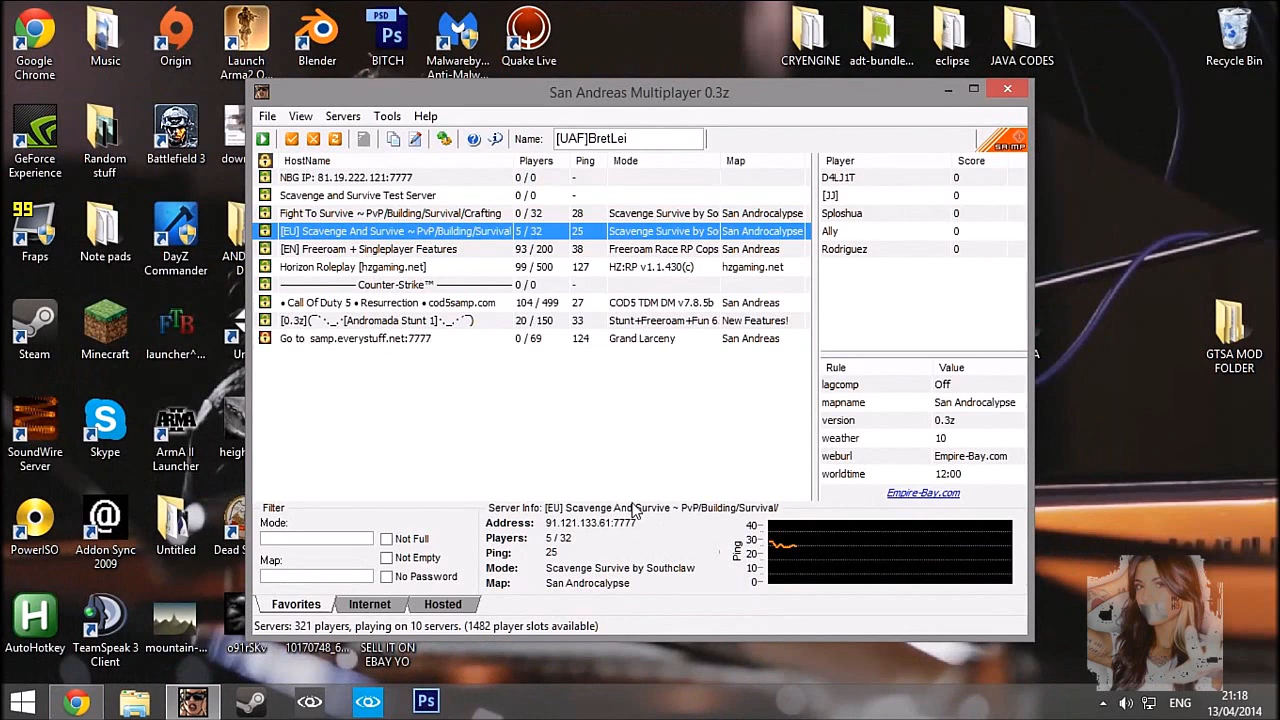 Google Chrome
Music
Origin
Launch Arma2 O...
Blender
PSD
Ps
BITCH
Malwareby... Anti-Malw...
Quake Live
CRYENGINE
adt-bundle...
eclipse
JAVA CODES
Recycle Bin
San Andreas Multiplayer 0.3z
File View Servers Tools Help
Name: [UAF]BretLei
SA:MP
HostName Players Ping Mode Map
NBG IP: 81.19.222.121:7777 0 / 0 -
Scavenge and Survive Test Server 0 / 0 -
Fight To Survive ~ PvP/Building/Survival/Crafting 0 / 32 28 Scavenge Survive by So San Androcalypse
[EU] Scavenge And Survive ~ PvP/Building/Survival 5 / 32 25 Scavenge Survive by So San Androcalypse
[EN] Freeroam + Singleplayer Features 93 / 200 38 Freeroam Race RP Cops San Andreas
Horizon Roleplay [hzgaming.net] 99 / 500 127 HZ:RP v1.1.430(c) hzgaming.net
Counter-Strike™ 0 / 0 -
• Call Of Duty 5 • Resurrection • cod5samp.com 104 / 499 27 COD5 TDM DM v7.8.5b San Andreas
[0.3z](¯`·._.·[Andromada Stunt 1]·._.·´¯) 20 / 150 33 Stunt+Freeroam+Fun 6 New Features!
Go to samp.everystuff.net:7777 0 / 69 124 Grand Larceny San Andreas
Player Score
D4LJ1T 0
[JJ] 0
Sploshua 0
Ally 0
Rodriguez 0
Rule Value
lagcomp Off
mapname San Androcalypse
version 0.3z
weather 10
weburl Empire-Bay.com
worldtime 12:00
Empire-Bay.com
Filter
Mode:
Map:
Not Full
Not Empty
No Password
Server Info: [EU] Scavenge And Survive ~ PvP/Building/Survival/
Address: 91.121.133.61:7777
Players: 5 / 32
Ping: 25
Mode: Scavenge Survive by Southclaw
Map: San Androcalypse
Ping
40
30
20
10
0
Favorites Internet Hosted
Servers: 321 players, playing on 10 servers. (1482 player slots available)
GeForce Experience
Random stuff
Battlefield 3
99
Fraps
Note pads
DayZ Commander
Steam
Minecraft
FTB
launcher^...
SoundWire Server
Skype
ARMA
ArmA II Launcher
PowerISO
Addon Sync 2009
Untitled
AutoHotkey
TeamSpeak 3 Client
mountain-...
o91rSKv
10170748_6...
SELL IT ON EBAY YO
GTSA MOD FOLDER
Ps
ENG
21:18
13/04/2014